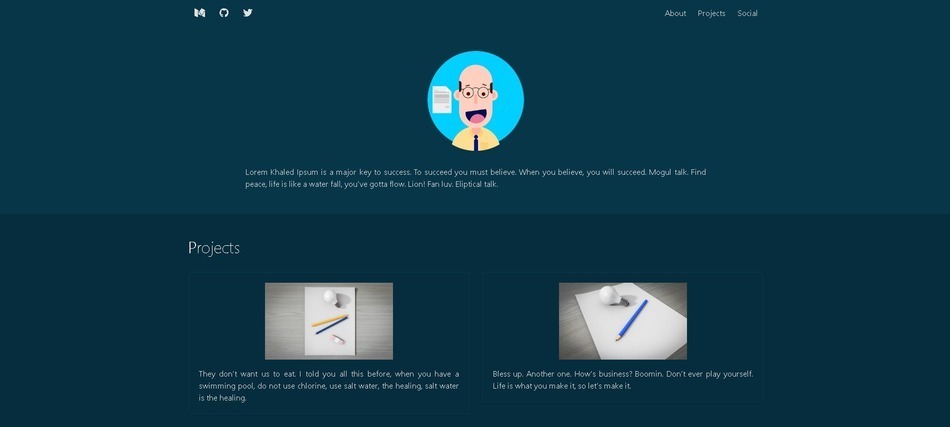 About Projects Social
Lorem Khaled Ipsum is a major key to success. To succeed you must believe. When you believe, you will succeed. Mogul talk. Find
peace, life is like a water fall, you've gotta flow. Lion! Fan luv. Eliptical talk.
Projects
They don't want us to eat. I told you all this before, when you have a
swimming pool, do not use chlorine, use salt water, the healing, salt water
is the healing.
Bless up. Another one. How's business? Boomin. Don't ever play yourself.
Life is what you make it, so let's make it.